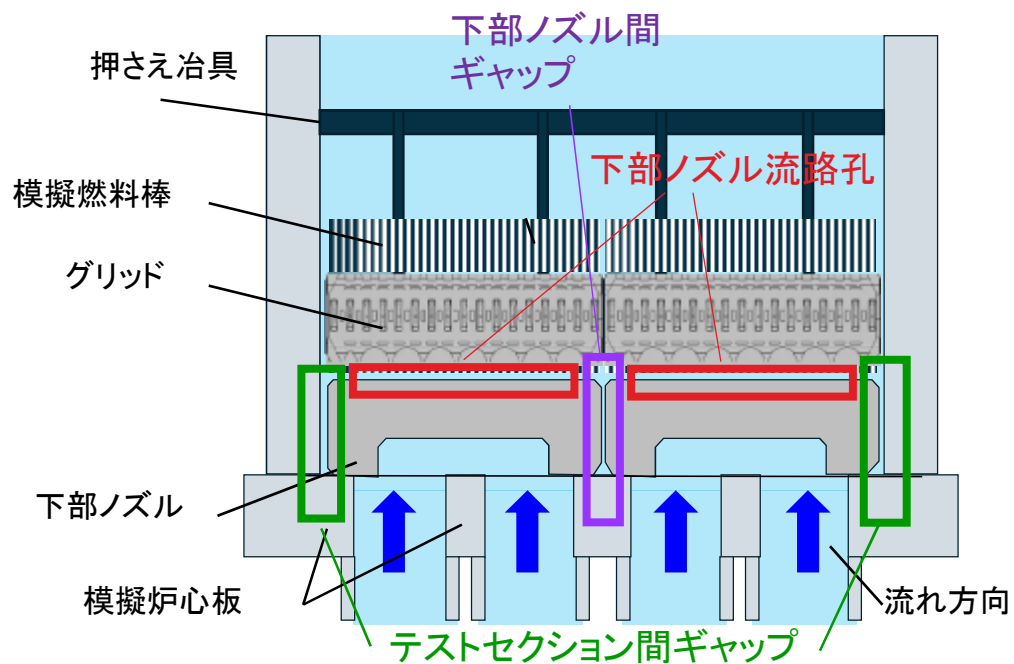 下部ノズル間
ギャップ
押さえ冶具
下部ノズル流路孔
模擬燃料棒
グリッド
下部ノズル
模擬炉心板
流れ方向
テストセクション間ギャップ